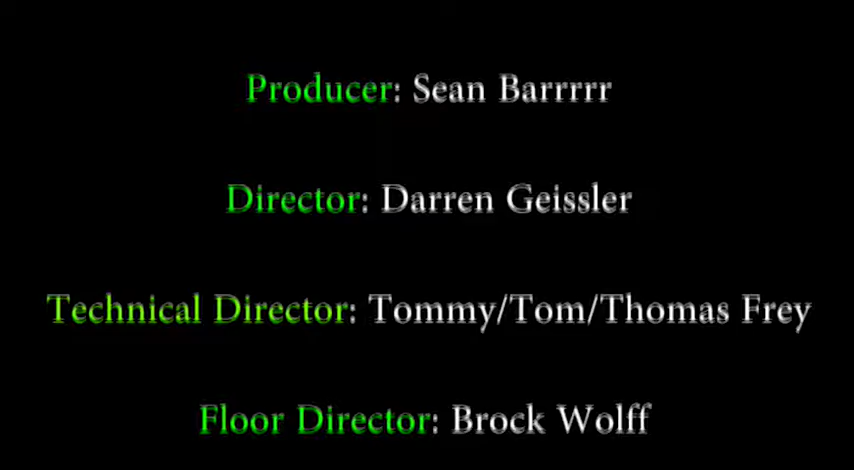 Producer: Sean Barrrrr
Director: Darren Geissler
Technical Director: Tommy/Tom/Thomas Frey
Floor Director: Brock Wolff